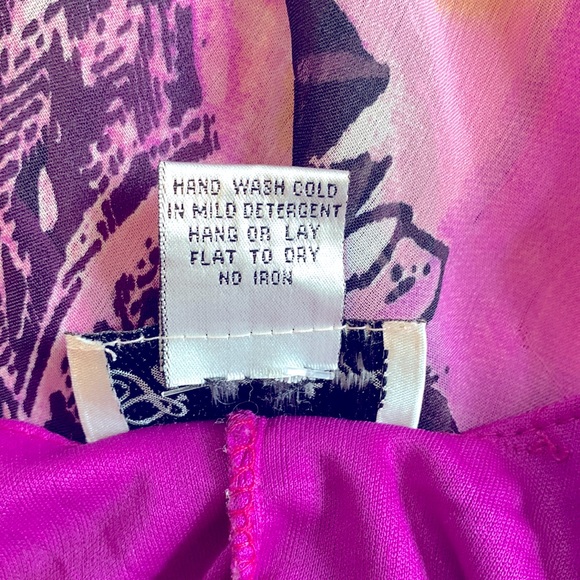 HAND WASH COLD
IN MILD DETERGENT
HANG OR LAY
FLAT TO DRY
NO IRON